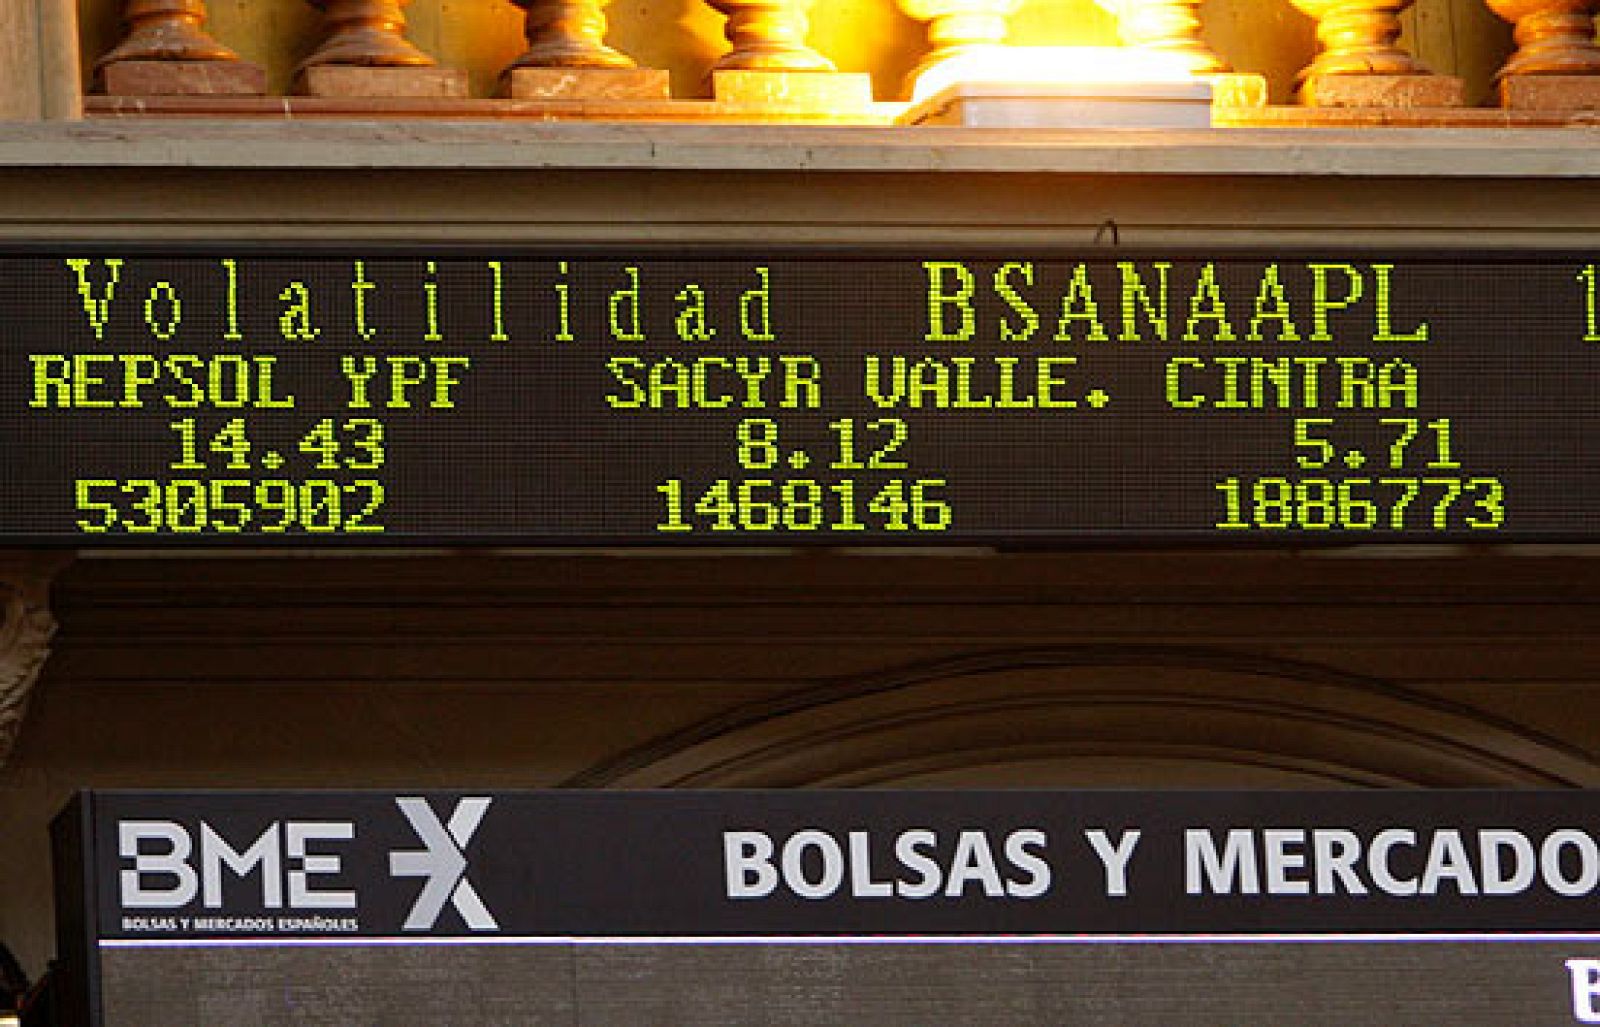 Volatilidad BSANAAPL 1
REPSOL YPF SACYR VALLE. CINTRA
14.43 8.12 5.71
5305902 1468146 1886773
BME X BOLSAS Y MERCADO
BOLSAS Y MERCADOS ESPAÑOLES